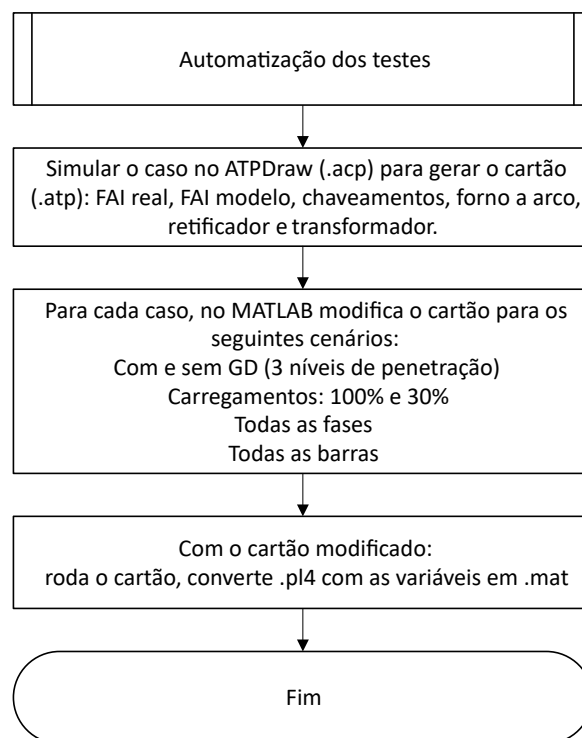 Automatização dos testes
Simular o caso no ATPDraw (.acp) para gerar o cartão
(.atp): FAI real, FAI modelo, chaveamentos, forno a arco,
retificador e transformador.
Para cada caso, no MATLAB modifica o cartão para os
seguintes cenários:
Com e sem GD (3 níveis de penetração)
Carregamentos: 100% e 30%
Todas as fases
Todas as barras
Com o cartão modificado:
roda o cartão, converte .pl4 com as variáveis em .mat
Fim